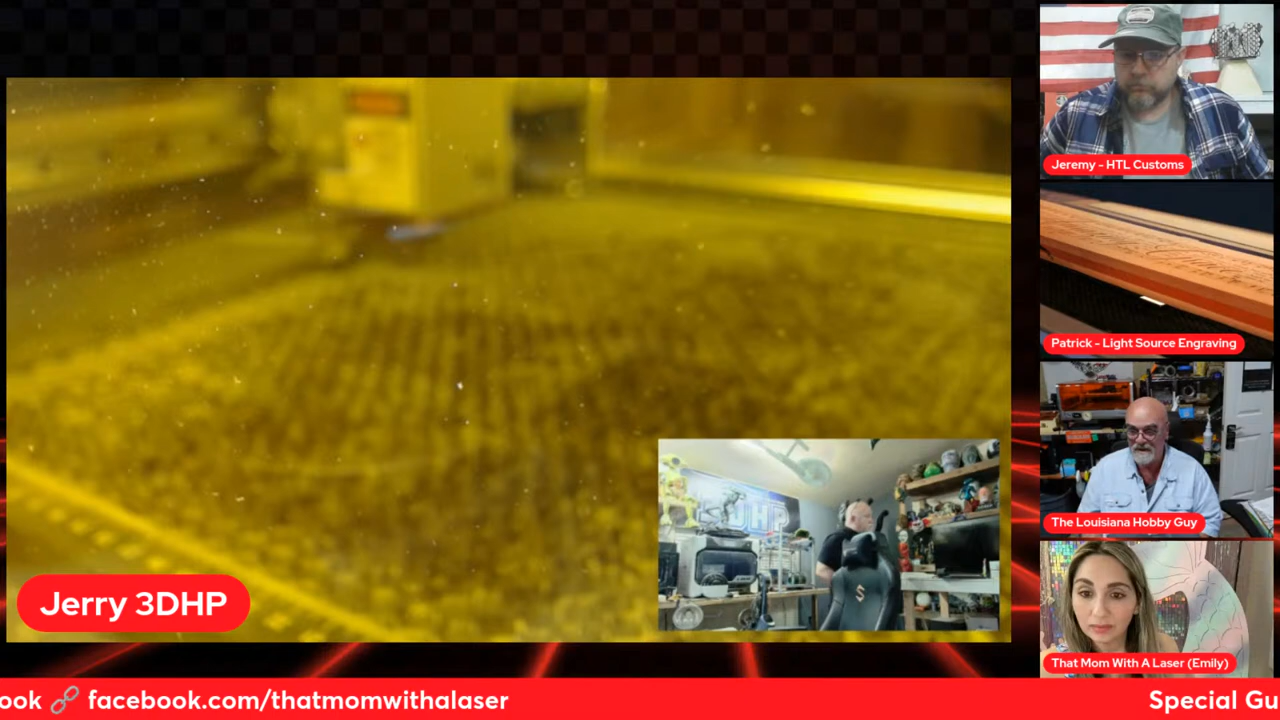 Jeremy - HTL Customs
Patrick - Light Source Engraving
The Louisiana Hobby Guy
DHP
Jerry 3DHP
That Mom With A Laser (Emily)
ook 🔗 facebook.com/thatmomwithalaser
Special Gu